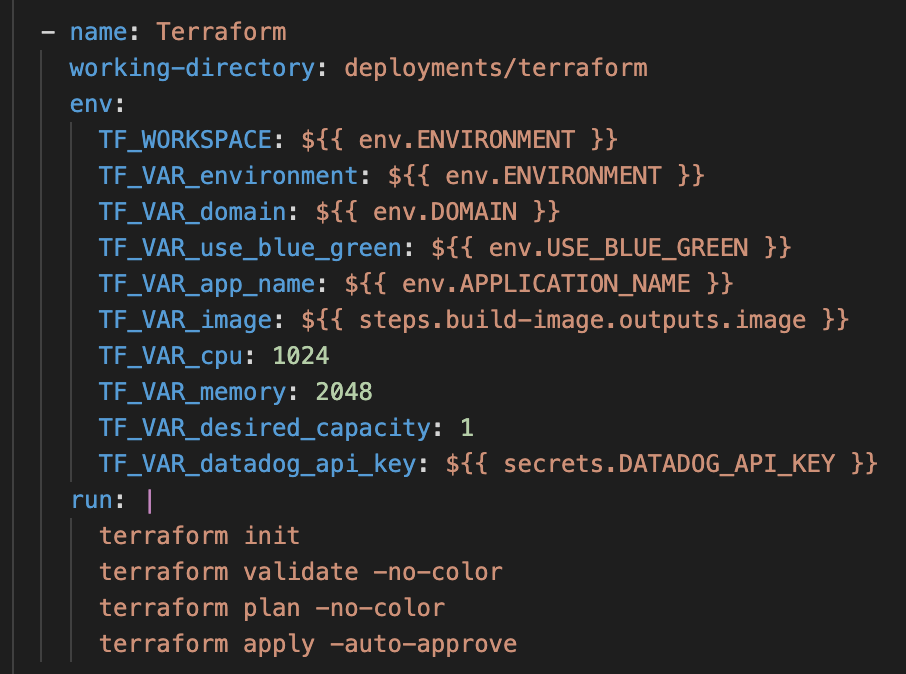 - name: Terraform
working-directory: deployments/terraform
env:
TF_WORKSPACE: ${{ env.ENVIRONMENT }}
TF_VAR_environment: ${{ env.ENVIRONMENT }}
TF_VAR_domain: ${{ env.DOMAIN }}
TF_VAR_use_blue_green: ${{ env.USE_BLUE_GREEN }}
TF_VAR_app_name: ${{ env.APPLICATION_NAME }}
TF_VAR_image: ${{ steps.build-image.outputs.image }}
TF_VAR_cpu: 1024
TF_VAR_memory: 2048
TF_VAR_desired_capacity: 1
TF_VAR_datadog_api_key: ${{ secrets.DATADOG_API_KEY }}
run: |
terraform init
terraform validate -no-color
terraform plan -no-color
terraform apply -auto-approve